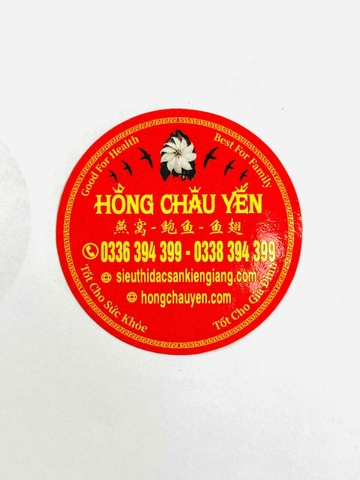 Good For Health
Best For Family
HỒNG CHÂU YẾN
燕窝-鲍鱼-鱼翅
0336 394 399 - 0338 394 399
sieuthidacsankiengiang.com
hongchauyen.com
Tốt Cho Sức Khỏe
Tốt Cho Gia Đình